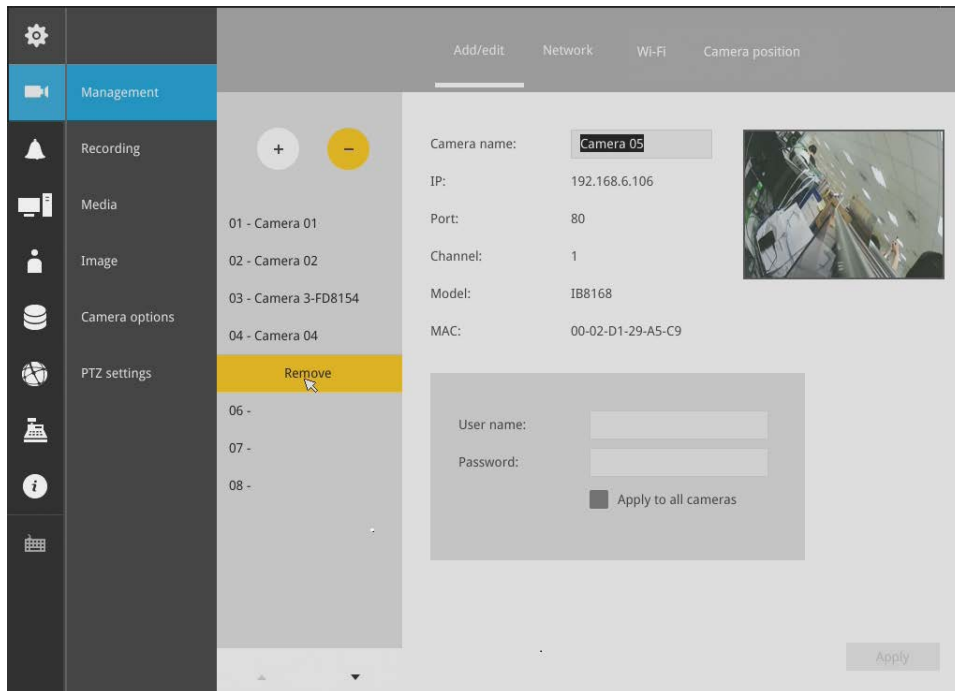 Add/edit Network Wi-Fi Camera position
Management
Recording
Media
Image
Camera options
PTZ settings
+ −
01 - Camera 01
02 - Camera 02
03 - Camera 3-FD8154
04 - Camera 04
Remove
06 -
07 -
08 -
Camera name: Camera 05
IP: 192.168.6.106
Port: 80
Channel: 1
Model: IB8168
MAC: 00-02-D1-29-A5-C9
User name:
Password:
Apply to all cameras
Apply